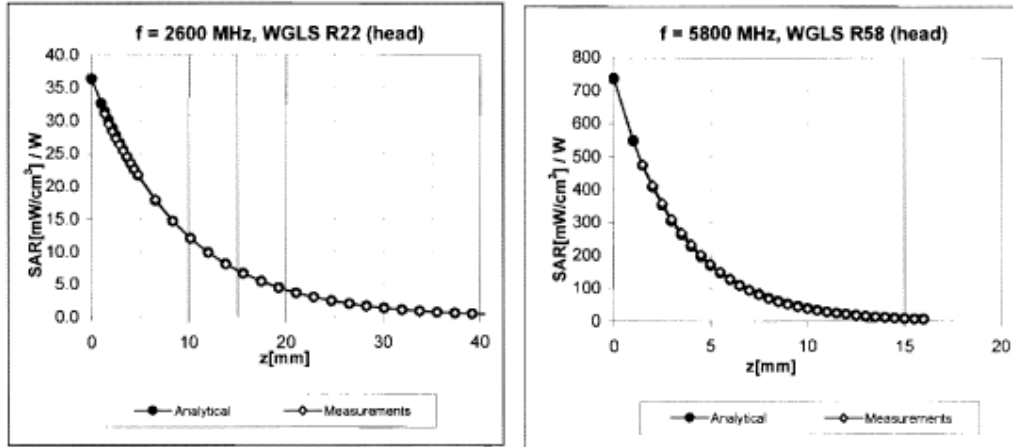 f = 2600 MHz, WGLS R22 (head)
SAR[mW/cm³] / W
40.0
35.0
30.0
25.0
20.0
15.0
10.0
5.0
0.0
0 10 20 30 40
z[mm]
Analytical Measurements
f = 5800 MHz, WGLS R58 (head)
SAR[mW/cm³] / W
800
700
600
500
400
300
200
100
0
0 5 10 15 20
z[mm]
Analytical Measurements